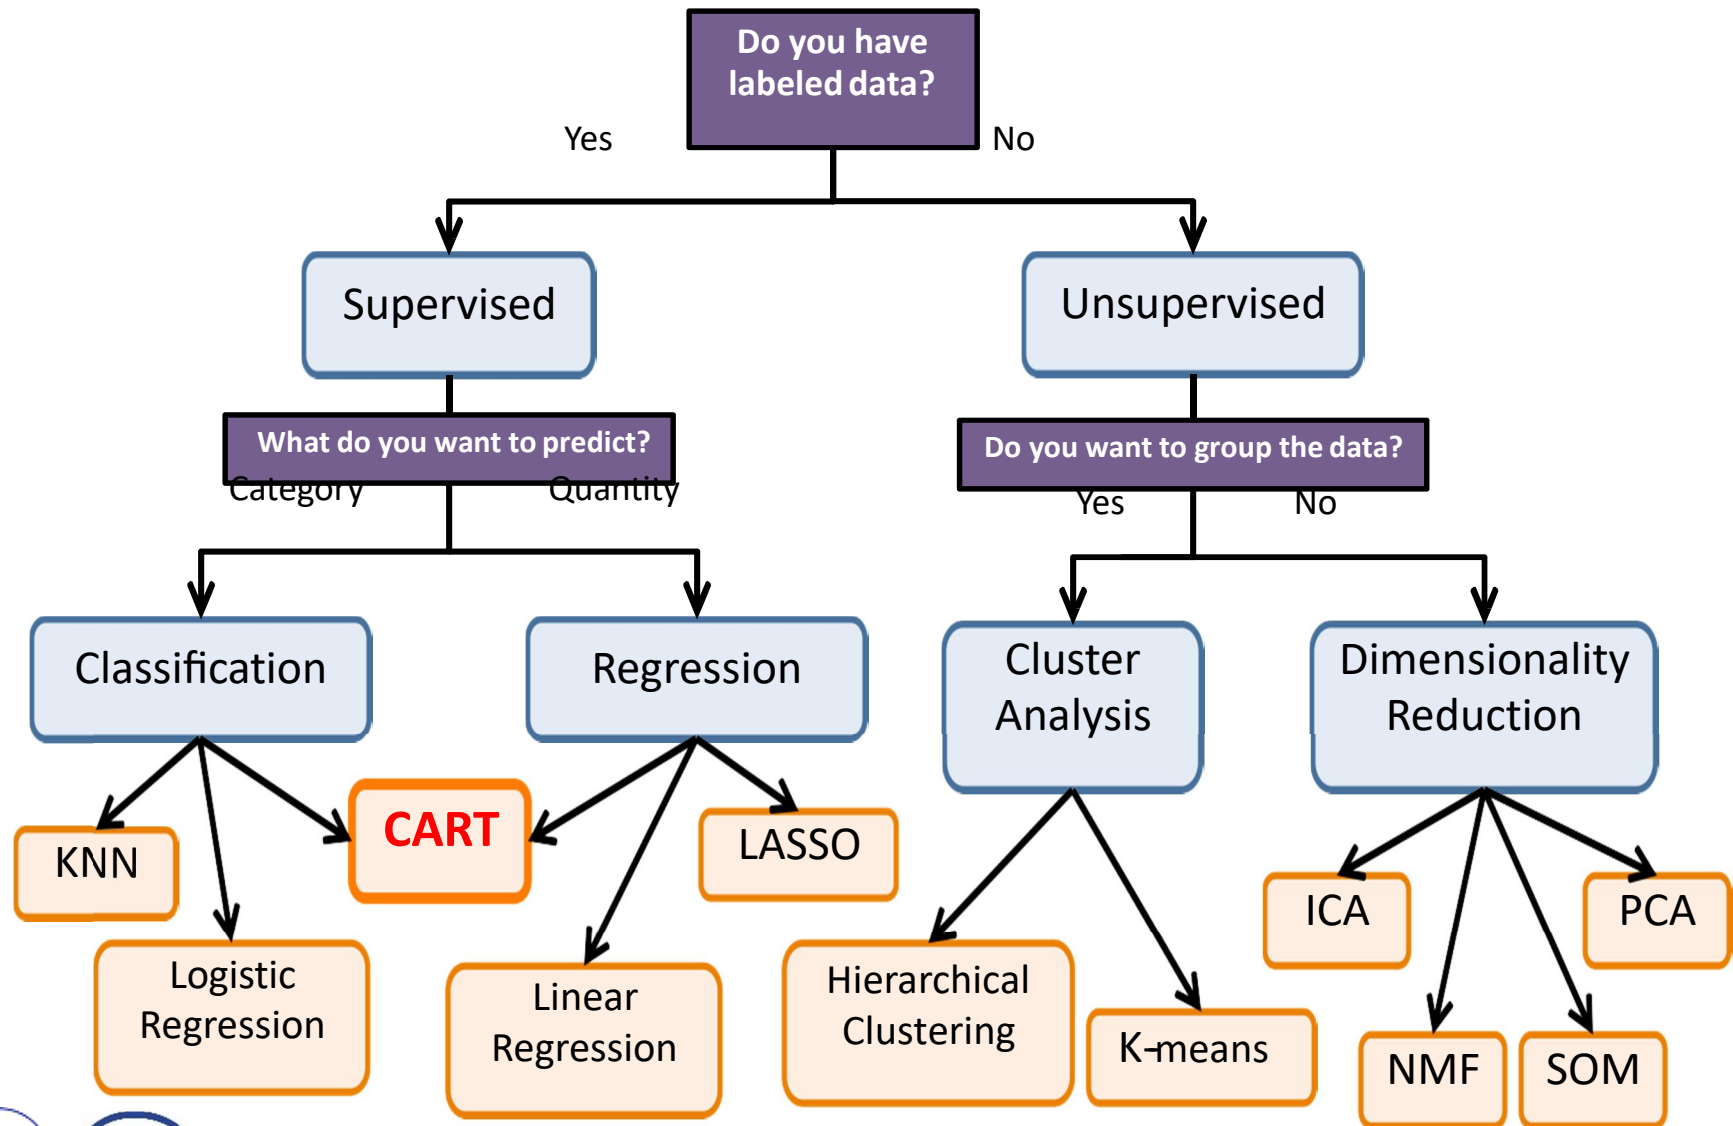 Do you have
labeled data?
Yes
No
Supervised
Unsupervised
What do you want to predict?
Do you want to group the data?
Category
Quantity
Yes
No
Classification
Regression
Cluster
Analysis
Dimensionality
Reduction
KNN
CART
LASSO
ICA
PCA
Logistic
Regression
Linear
Regression
Hierarchical
Clustering
K-means
NMF
SOM